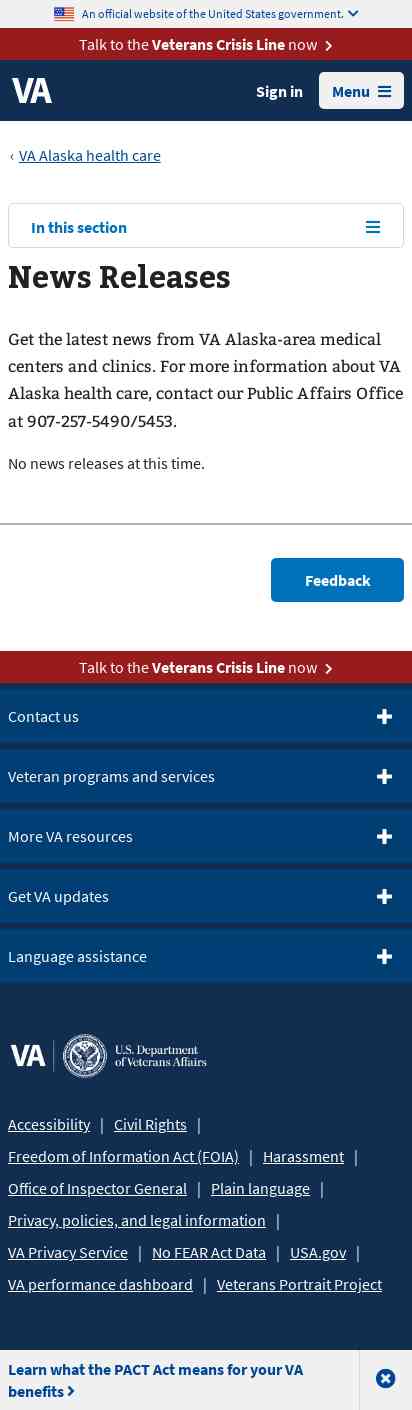 An official website of the United States government.
Talk to the Veterans Crisis Line now
VA
Sign in
Menu
‹ VA Alaska health care
In this section
News Releases
Get the latest news from VA Alaska-area medical
centers and clinics. For more information about VA
Alaska health care, contact our Public Affairs Office
at 907-257-5490/5453.
No news releases at this time.
Feedback
Talk to the Veterans Crisis Line now
Contact us
Veteran programs and services
More VA resources
Get VA updates
Language assistance
VA
U.S. Department
of Veterans Affairs
Accessibility | Civil Rights |
Freedom of Information Act (FOIA) | Harassment |
Office of Inspector General | Plain language |
Privacy, policies, and legal information |
VA Privacy Service | No FEAR Act Data | USA.gov |
VA performance dashboard | Veterans Portrait Project
Learn what the PACT Act means for your VA
benefits